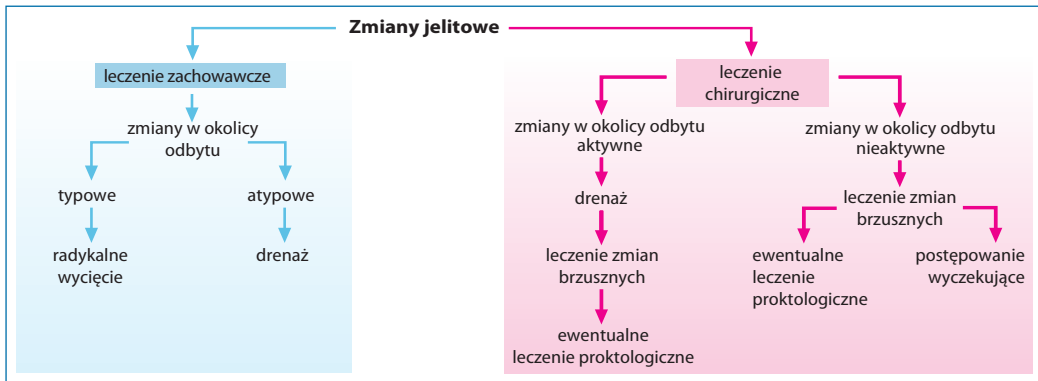 Zmiany jelitowe
leczenie zachowawcze
zmiany w okolicy
odbytu
typowe
atypowe
radykalne
wycięcie
drenaż
leczenie
chirurgiczne
zmiany w okolicy odbytu
aktywne
drenaż
leczenie zmian
brzusznych
ewentualne
leczenie proktologiczne
zmiany w okolicy odbytu
nieaktywne
leczenie zmian
brzusznych
ewentualne
leczenie
proktologiczne
postępowanie
wyczekujące